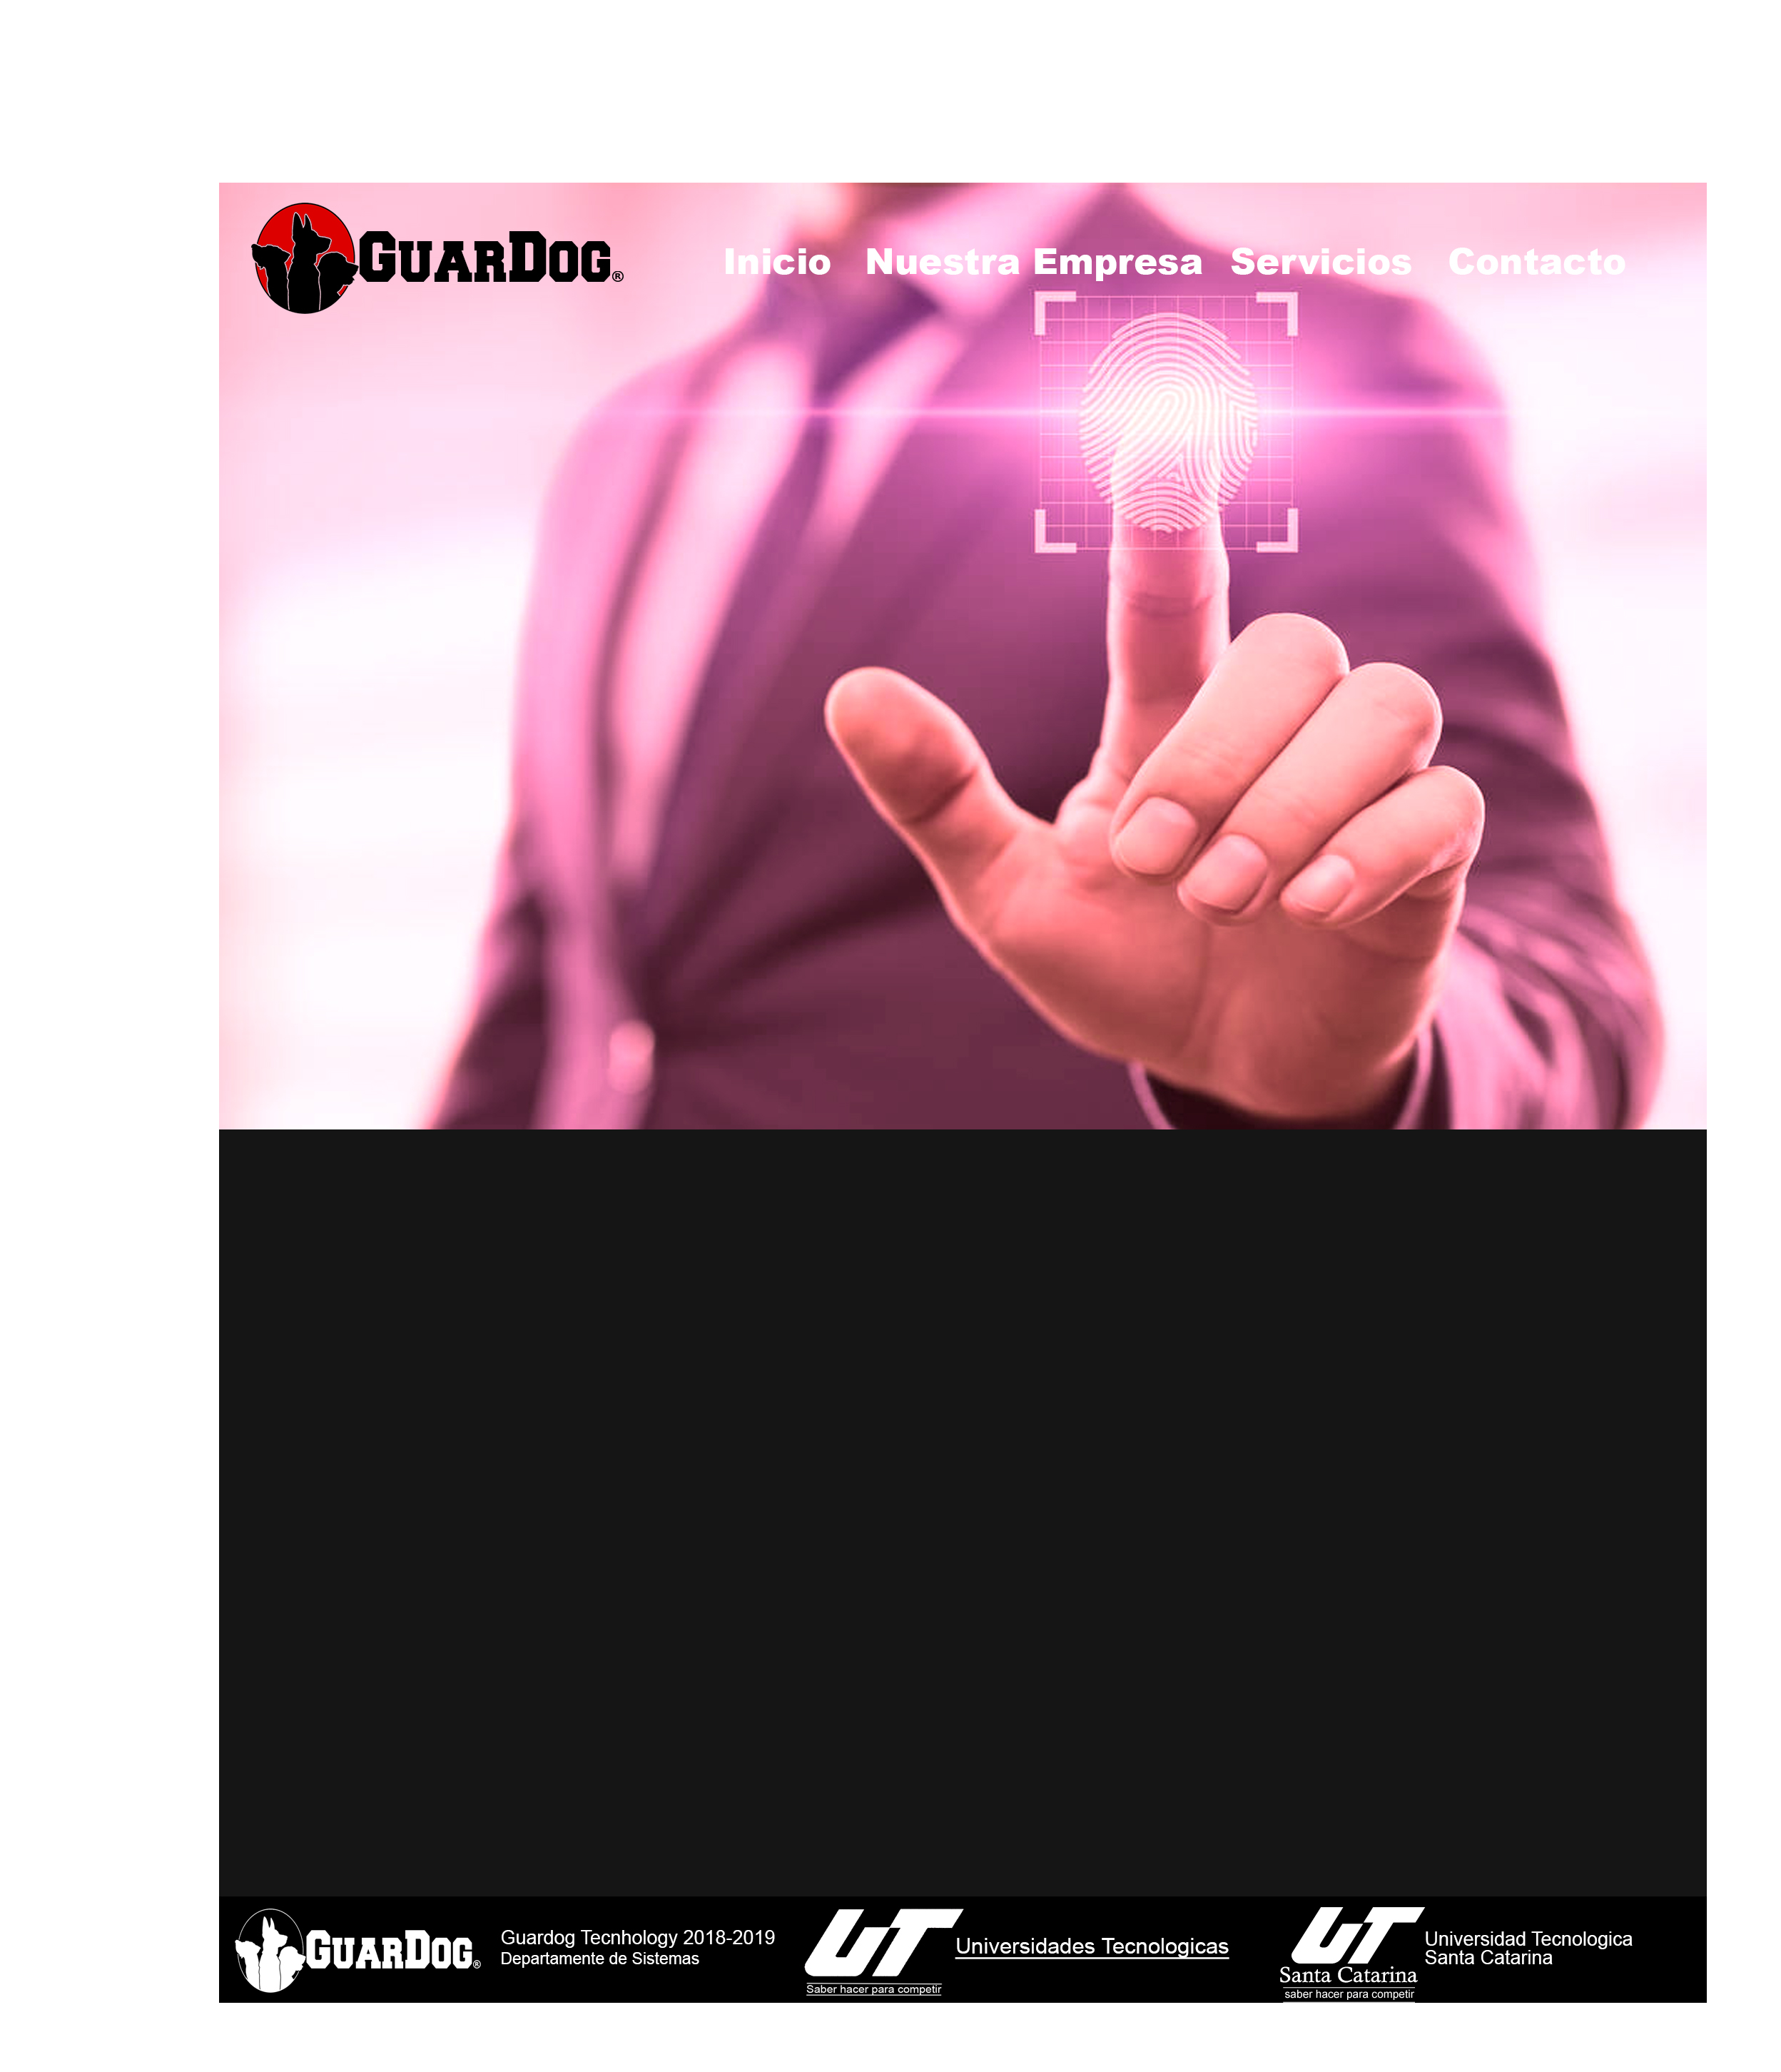 GUARDOG®
Inicio Nuestra Empresa Servicios Contacto
GUARDOG®
Guardog Tecnhology 2018-2019
Departamente de Sistemas
UT
Saber hacer para competir
Universidades Tecnologicas
UT
Santa Catarina
saber hacer para competir
Universidad Tecnologica
Santa Catarina